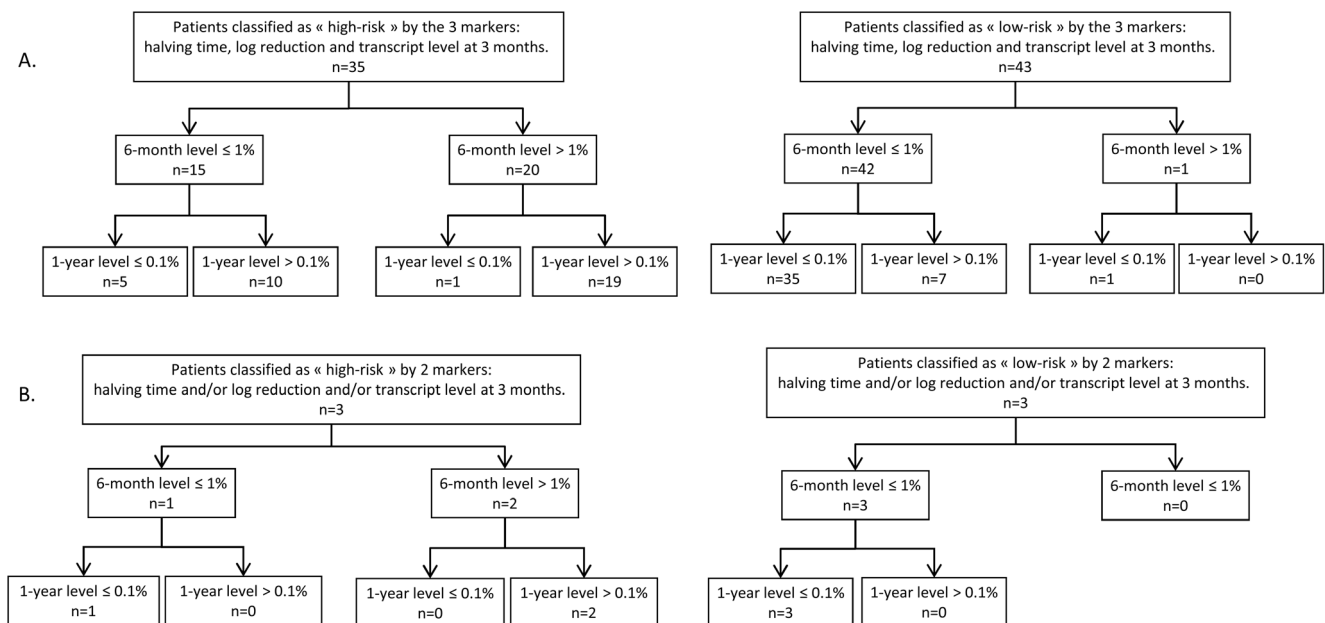 A.
Patients classified as « high-risk » by the 3 markers:
halving time, log reduction and transcript level at 3 months.
n=35
6-month level ≤ 1%
n=15
6-month level > 1%
n=20
1-year level ≤ 0.1%
n=5
1-year level > 0.1%
n=10
1-year level ≤ 0.1%
n=1
1-year level > 0.1%
n=19
Patients classified as « low-risk » by the 3 markers:
halving time, log reduction and transcript level at 3 months.
n=43
6-month level ≤ 1%
n=42
6-month level > 1%
n=1
1-year level ≤ 0.1%
n=35
1-year level > 0.1%
n=7
1-year level ≤ 0.1%
n=1
1-year level > 0.1%
n=0
B.
Patients classified as « high-risk » by 2 markers:
halving time and/or log reduction and/or transcript level at 3 months.
n=3
6-month level ≤ 1%
n=1
6-month level > 1%
n=2
1-year level ≤ 0.1%
n=1
1-year level > 0.1%
n=0
1-year level ≤ 0.1%
n=0
1-year level > 0.1%
n=2
Patients classified as « low-risk » by 2 markers:
halving time and/or log reduction and/or transcript level at 3 months.
n=3
6-month level ≤ 1%
n=3
6-month level ≤ 1%
n=0
1-year level ≤ 0.1%
n=3
1-year level > 0.1%
n=0